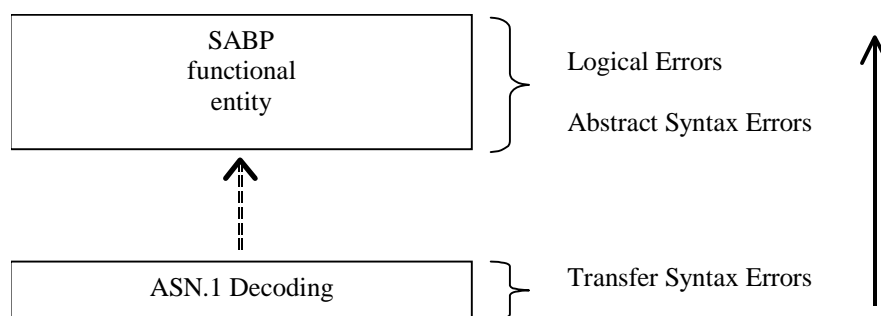 SABP
functional
entity
Logical Errors
Abstract Syntax Errors
ASN.1 Decoding
Transfer Syntax Errors